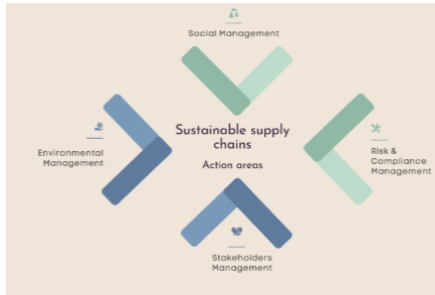 Social Management
Sustainable supply
chains
Action areas
Environmental
Management
Risk &
Compliance
Management
Stakeholders
Management